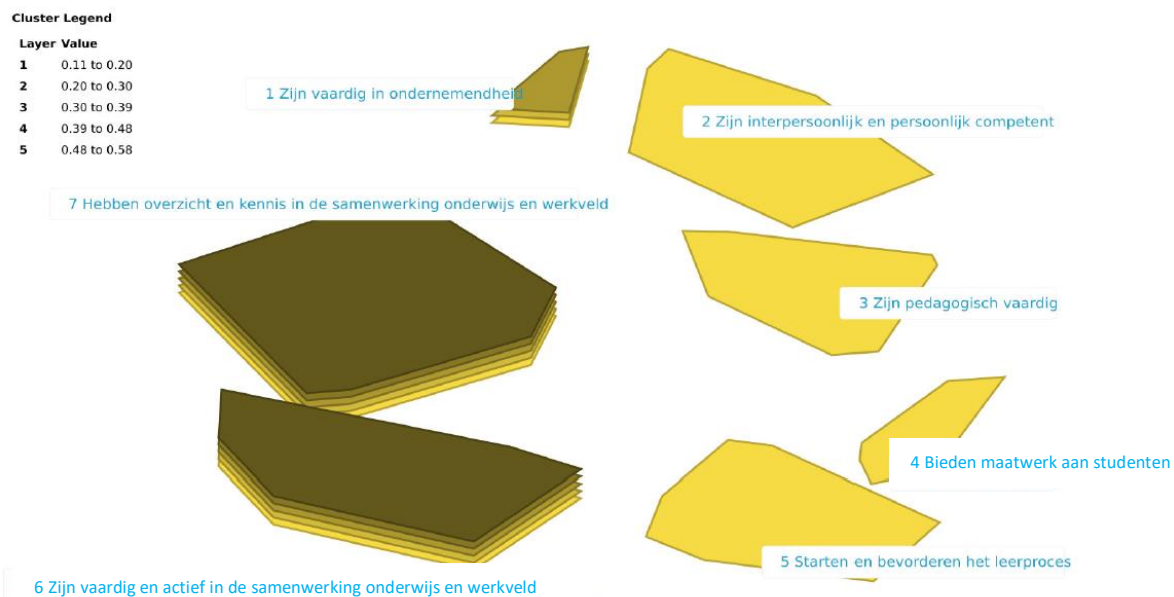 Cluster Legend
Layer Value
1 0.11 to 0.20
2 0.20 to 0.30
3 0.30 to 0.39
4 0.39 to 0.48
5 0.48 to 0.58
1 Zijn vaardig in ondernemendheid
2 Zijn interpersoonlijk en persoonlijk competent
7 Hebben overzicht en kennis in de samenwerking onderwijs en werkveld
3 Zijn pedagogisch vaardig
4 Bieden maatwerk aan studenten
5 Starten en bevorderen het leerproces
6 Zijn vaardig en actief in de samenwerking onderwijs en werkveld